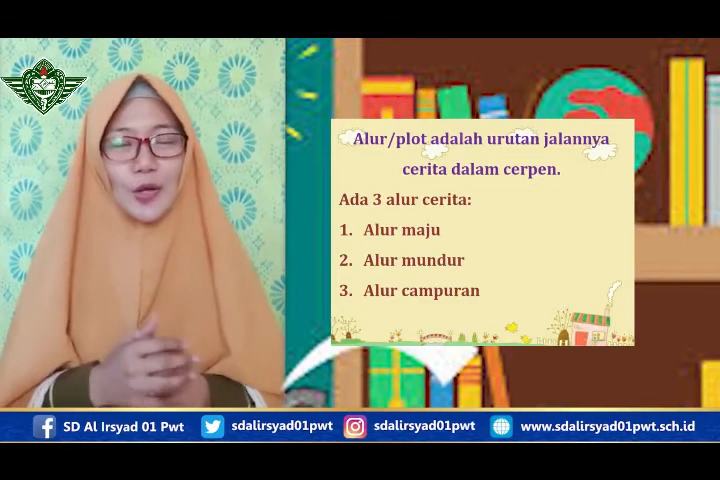 Alur/plot adalah urutan jalannya
cerita dalam cerpen.
Ada 3 alur cerita:
1. Alur maju
2. Alur mundur
3. Alur campuran
SD Al Irsyad 01 Pwt
sdalirsyad01pwt
sdalirsyad01pwt
www.sdalirsyad01pwt.sch.id